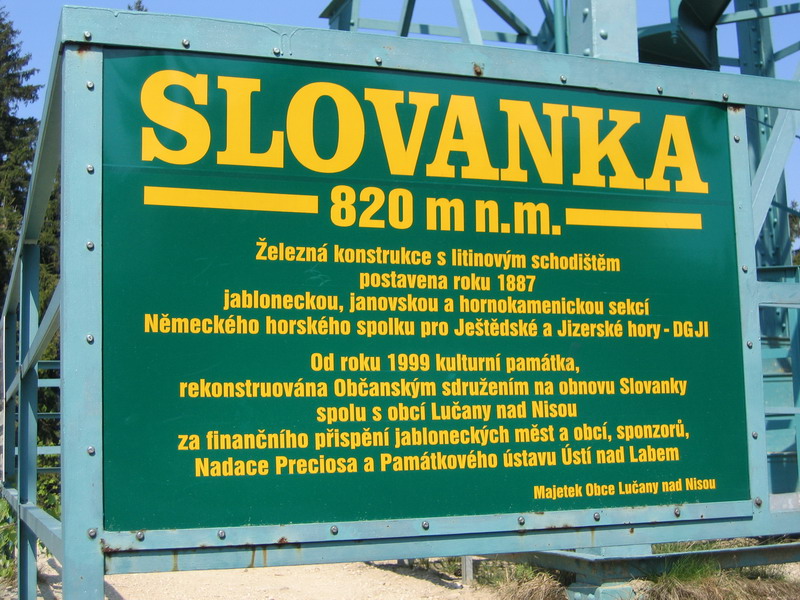 SLOVANKA
820 m n.m.
Železná konstrukce s litinovým schodištěm
postavena roku 1887
jabloneckou, janovskou a hornokamenickou sekcí
Německého horského spolku pro Ještědské a Jizerské hory - DGJI
Od roku 1999 kulturní památka,
rekonstruována Občanským sdružením na obnovu Slovanky
spolu s obcí Lučany nad Nisou
za finančního přispění jabloneckých měst a obcí, sponzorů,
Nadace Preciosa a Památkového ústavu Ústí nad Labem
Majetek Obce Lučany nad Nisou